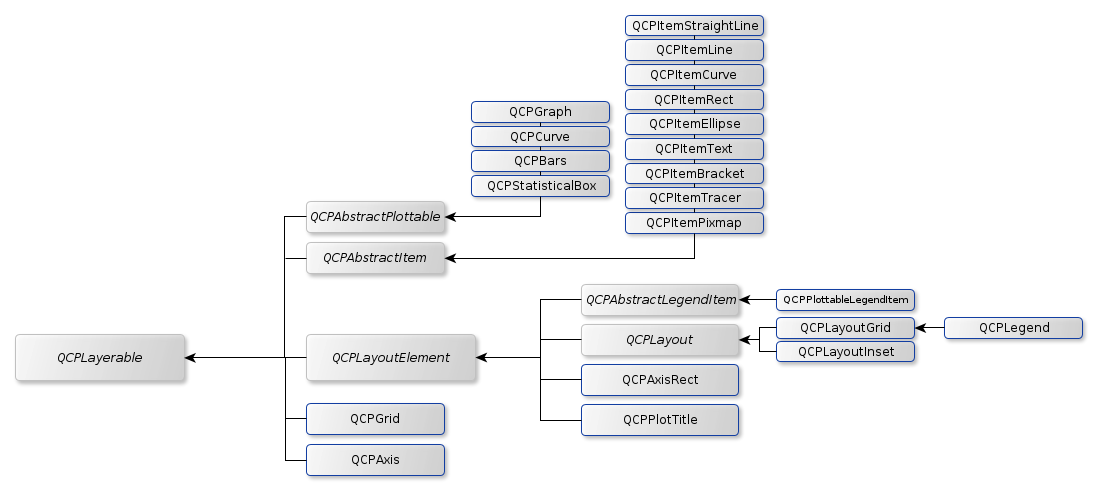 QCPItemStraightLine
QCPItemLine
QCPItemCurve
QCPItemRect
QCPItemEllipse
QCPItemText
QCPItemBracket
QCPItemTracer
QCPItemPixmap
QCPGraph
QCPCurve
QCPBars
QCPStatisticalBox
QCPAbstractPlottable
QCPAbstractItem
QCPLayerable
QCPLayoutElement
QCPGrid
QCPAxis
QCPAbstractLegendItem
QCPLayout
QCPAxisRect
QCPPlotTitle
QCPPlottableLegendItem
QCPLayoutGrid
QCPLayoutInset
QCPLegend